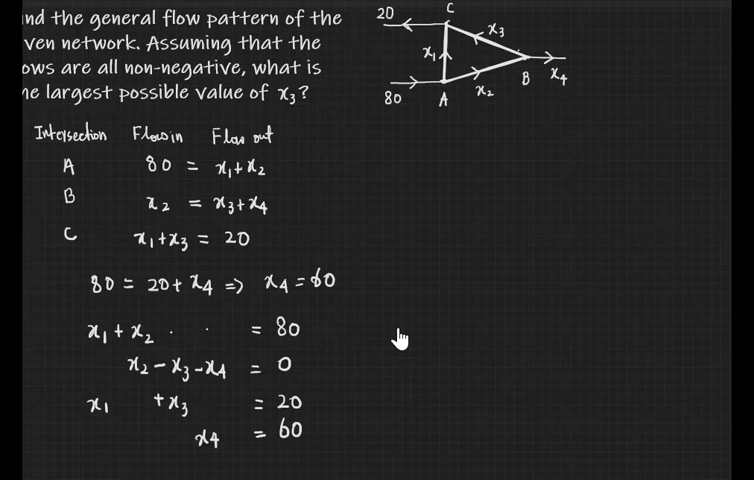 nd the general flow pattern of the
ven network. Assuming that the
ows are all non-negative, what is
e largest possible value of x₃?
20
C
x₃
x₁
x₂
B
x₄
80
A
Intersection Flow in Flow out
A 80 = x₁+x₂
B x₂ = x₃+x₄
C x₁+x₃ = 20
80 = 20+ x₄ => x₄ = 60
x₁ + x₂ . . = 80
x₂ - x₃ - x₄ = 0
x₁ + x₃ = 20
x₄ = 60